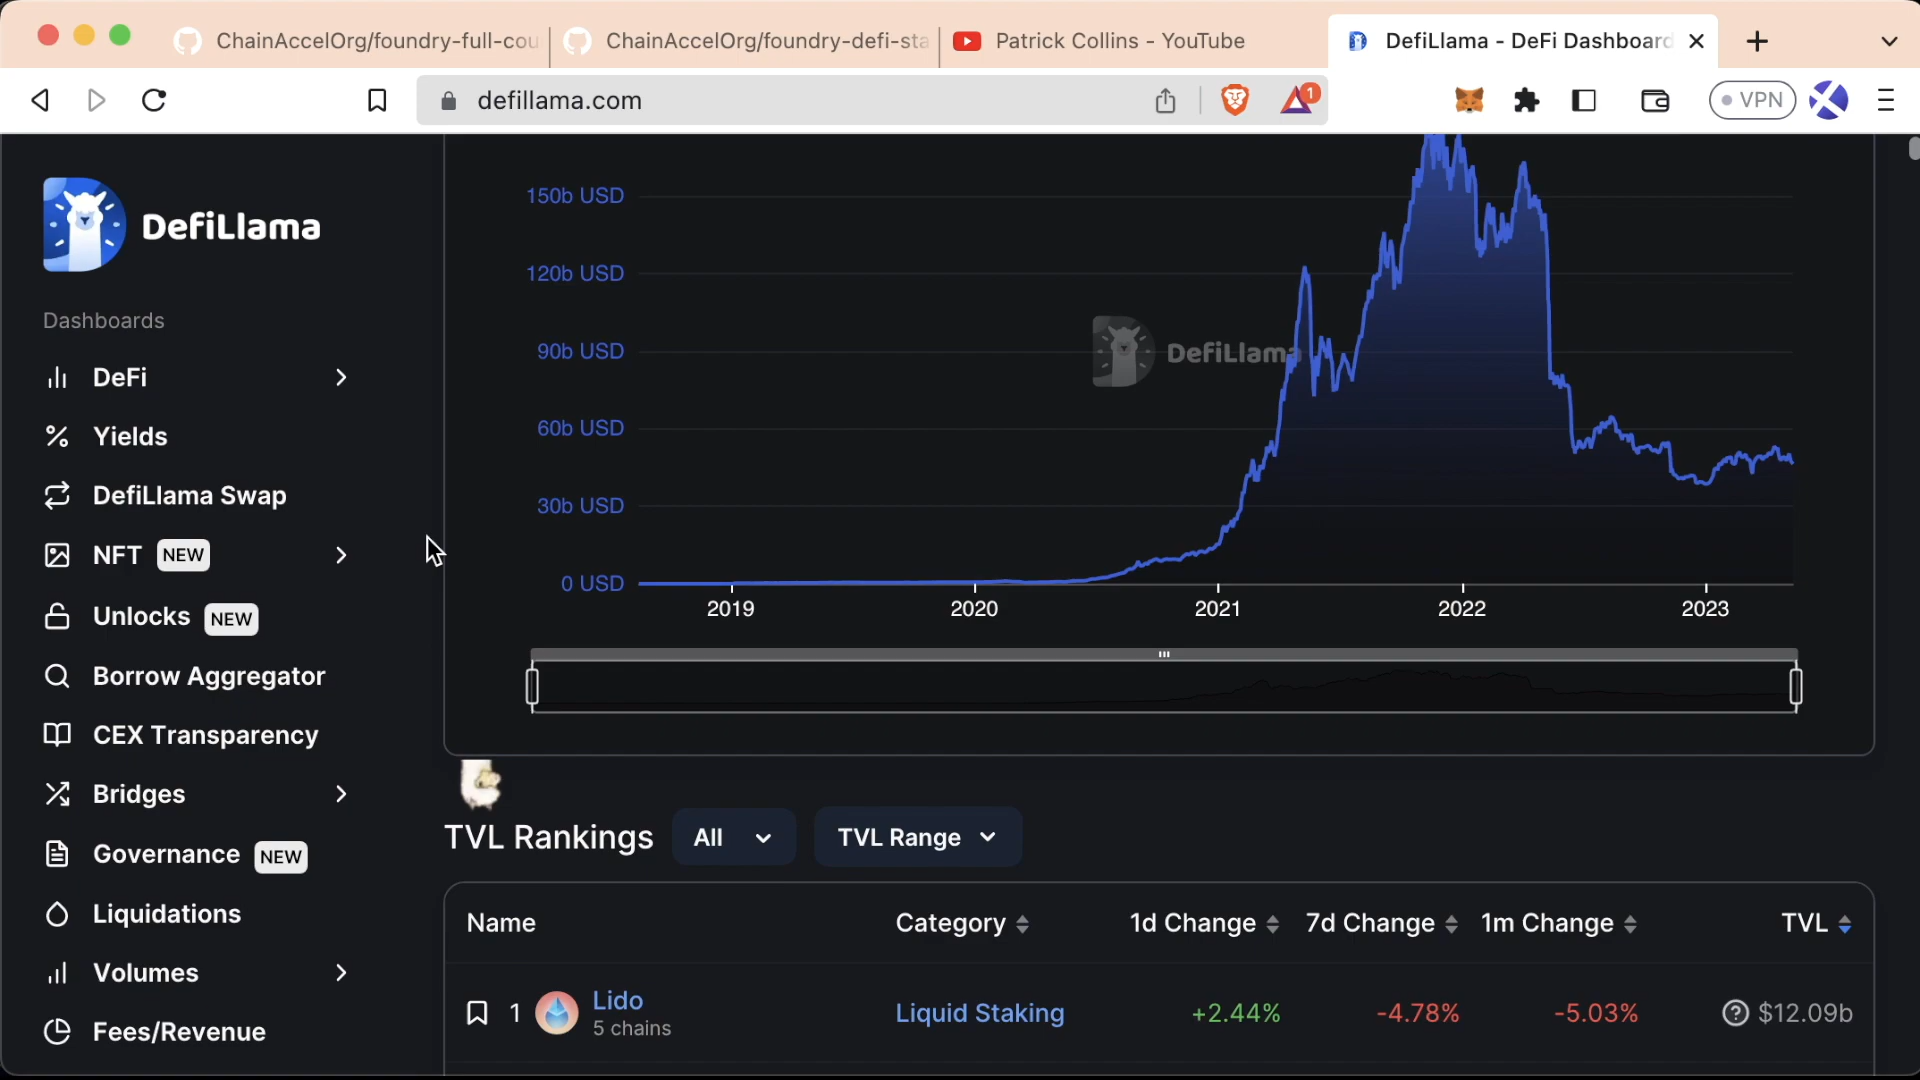 ChainAccelOrg/foundry-full-cou
ChainAccelOrg/foundry-defi-sta
Patrick Collins - YouTube
DefiLlama - DeFi Dashboard
defillama.com
1
VPN
DefiLlama
Dashboards
DeFi
Yields
DefiLlama Swap
NFT NEW
Unlocks NEW
Borrow Aggregator
CEX Transparency
Bridges
Governance NEW
Liquidations
Volumes
Fees/Revenue
150b USD
120b USD
90b USD
60b USD
30b USD
0 USD
DefiLlama
2019 2020 2021 2022 2023
TVL Rankings All TVL Range
Name Category 1d Change 7d Change 1m Change TVL
1 Lido Liquid Staking +2.44% -4.78% -5.03% $12.09b
5 chains